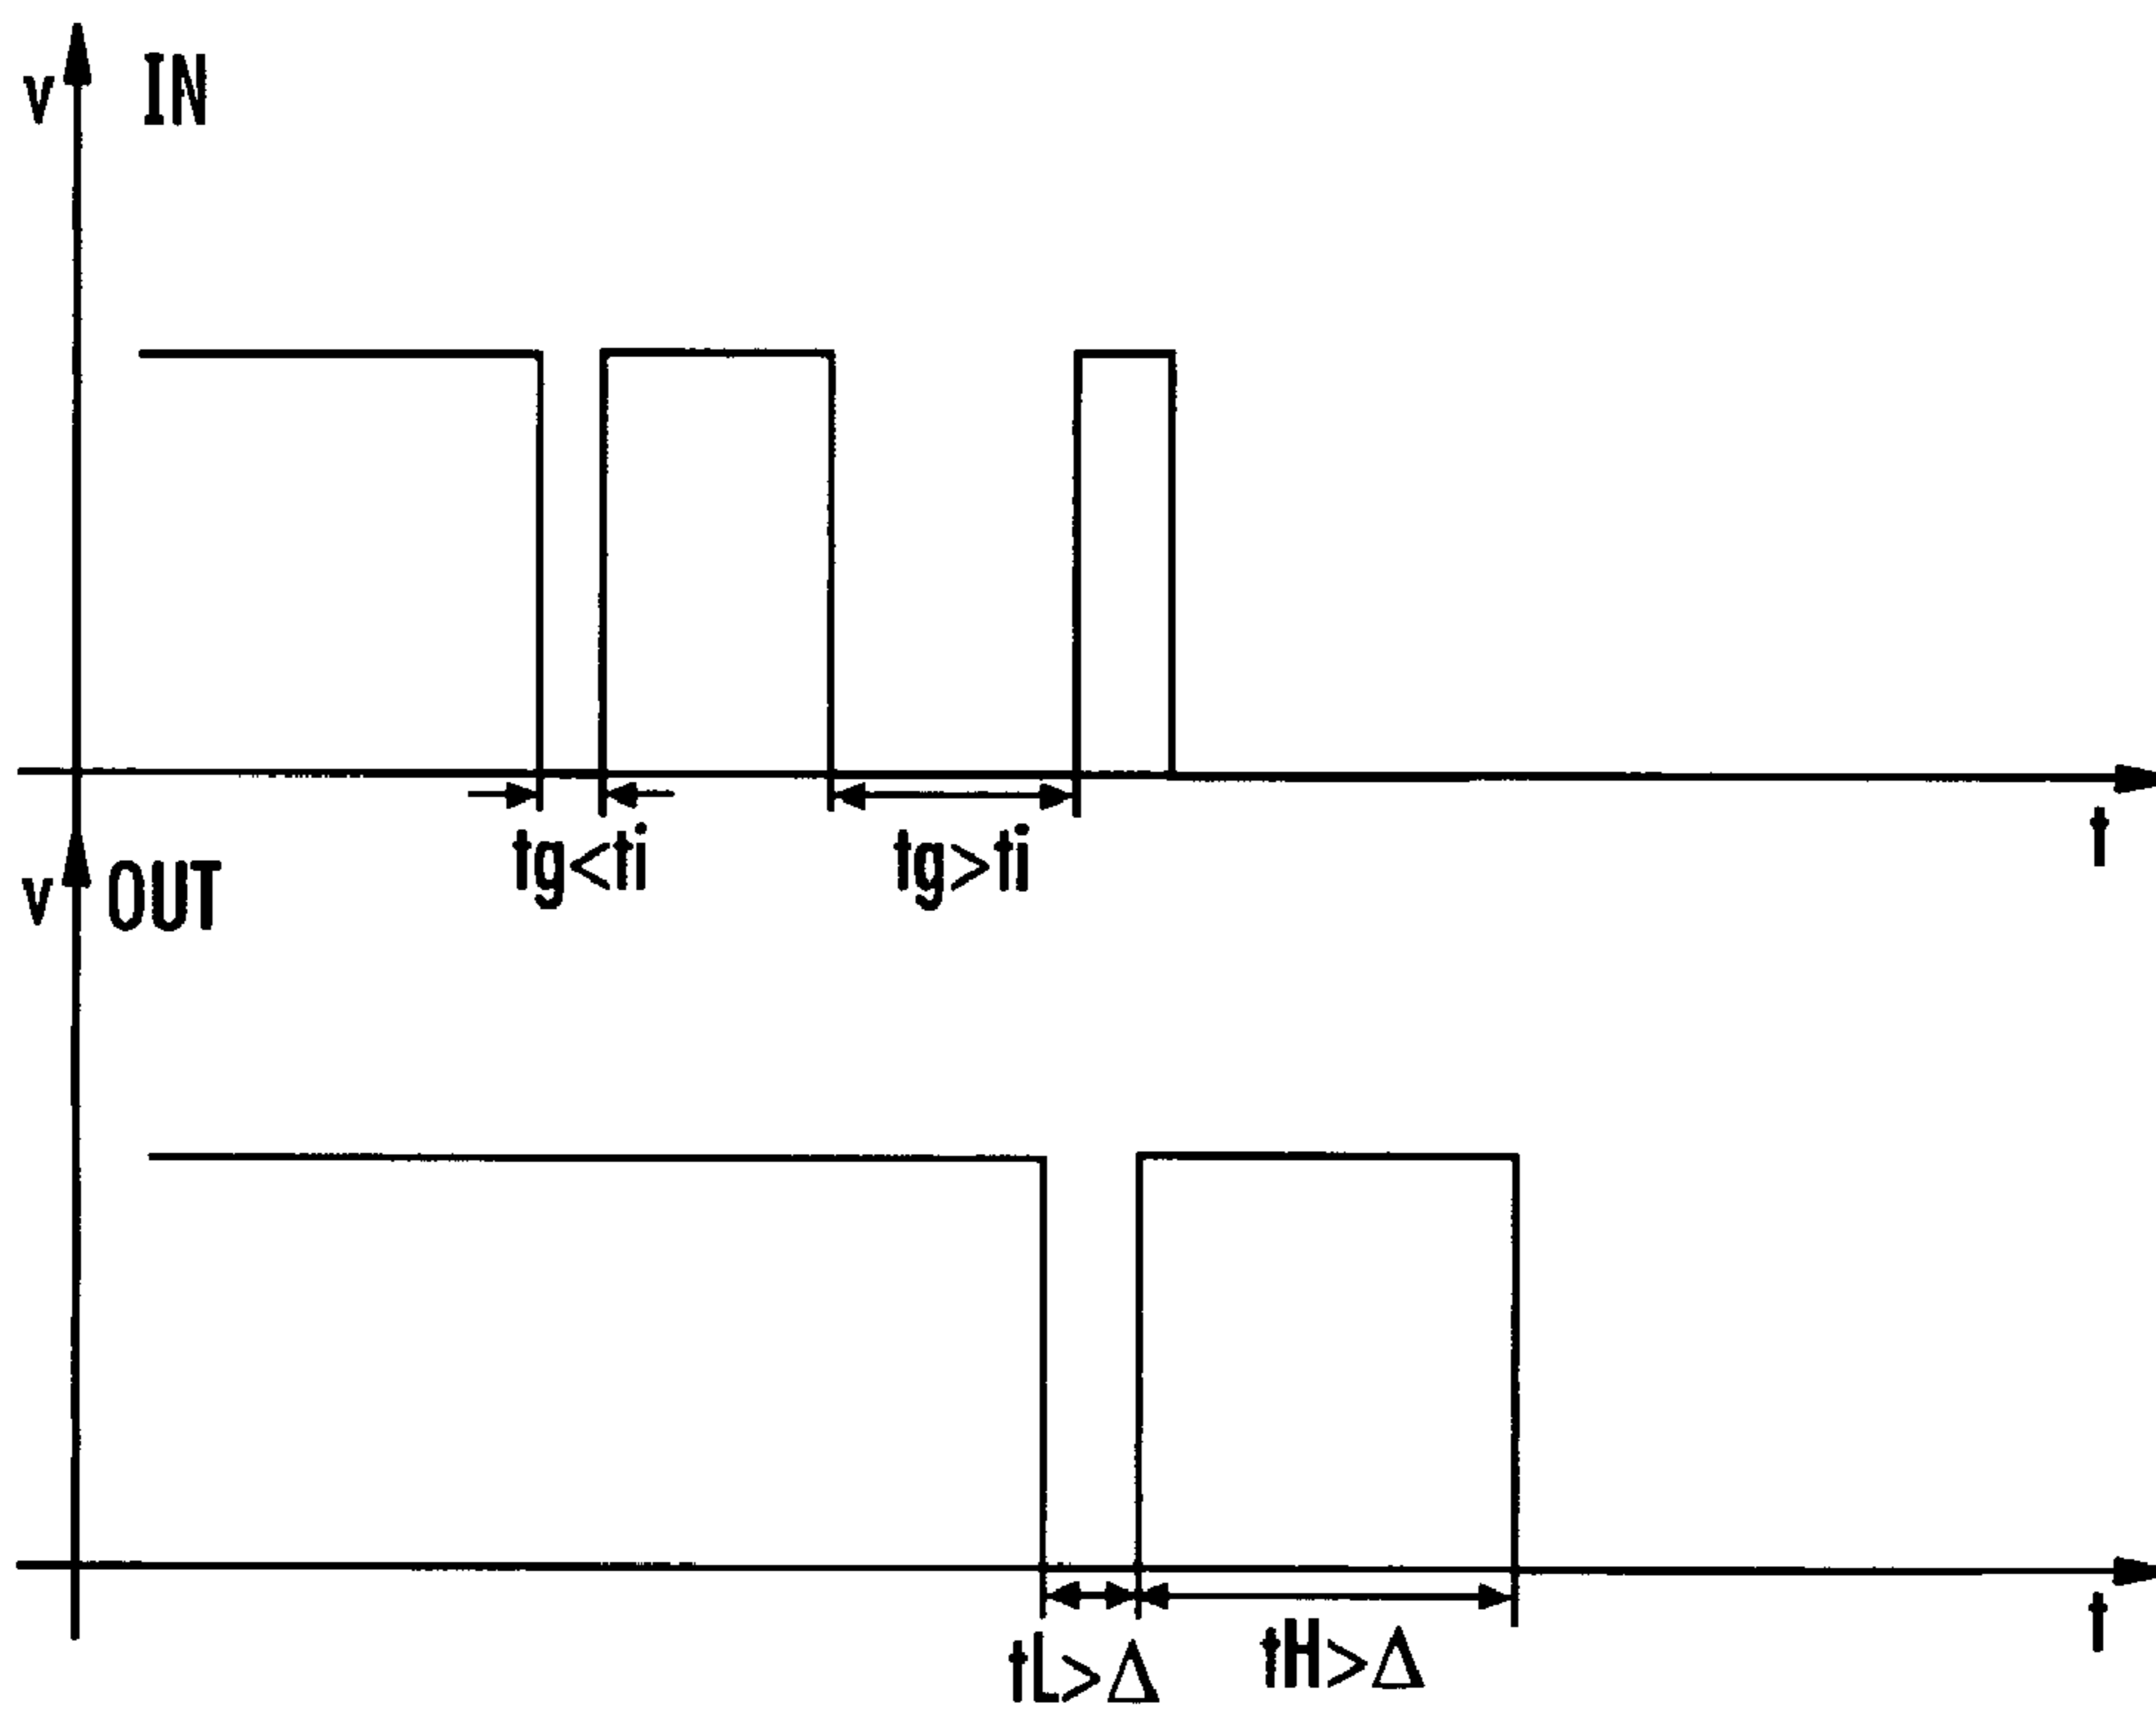 v IN
tg<ti
tg>ti
t
v OUT
tL>Δ
tH>Δ
t